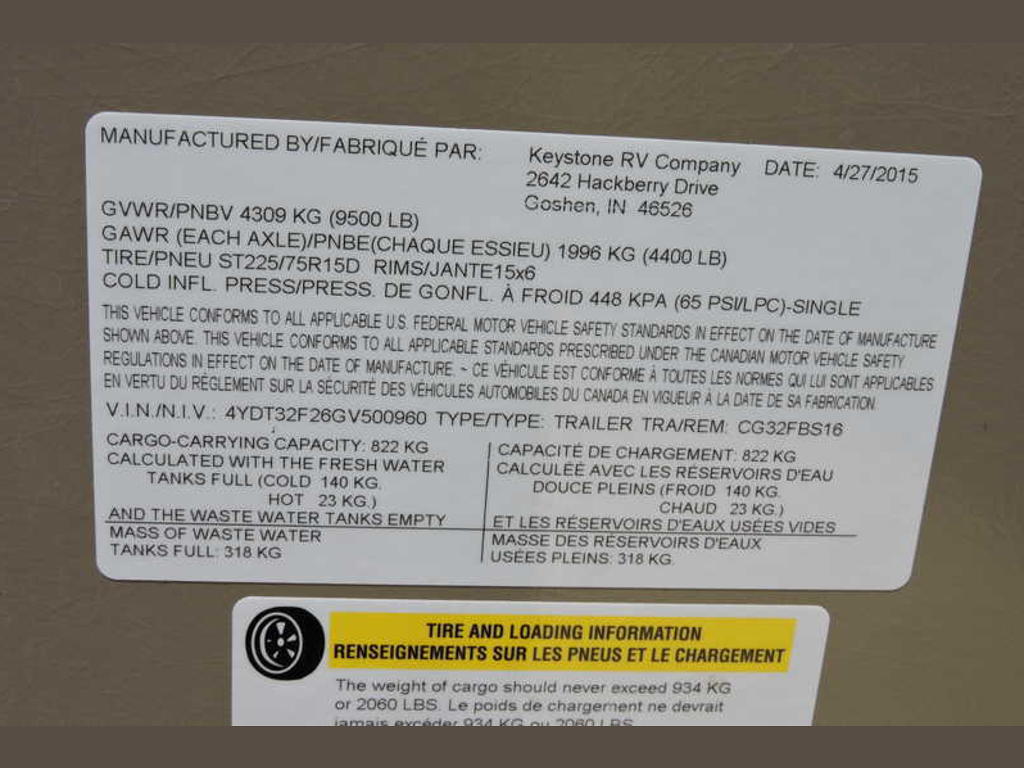 MANUFACTURED BY/FABRIQUÉ PAR: Keystone RV Company DATE: 4/27/2015
2642 Hackberry Drive
Goshen, IN 46526
GVWR/PNBV 4309 KG (9500 LB)
GAWR (EACH AXLE)/PNBE(CHAQUE ESSIEU) 1996 KG (4400 LB)
TIRE/PNEU ST225/75R15D RIMS/JANTE15x6
COLD INFL. PRESS/PRESS. DE GONFL. À FROID 448 KPA (65 PSI/LPC)-SINGLE
THIS VEHICLE CONFORMS TO ALL APPLICABLE U.S. FEDERAL MOTOR VEHICLE SAFETY STANDARDS IN EFFECT ON THE DATE OF MANUFACTURE
SHOWN ABOVE. THIS VEHICLE CONFORMS TO ALL APPLICABLE STANDARDS PRESCRIBED UNDER THE CANADIAN MOTOR VEHICLE SAFETY
REGULATIONS IN EFFECT ON THE DATE OF MANUFACTURE. ~ CE VÉHICULE EST CONFORME À TOUTES LES NORMES QUI LUI SONT APPLICABLES
EN VERTU DU RÈGLEMENT SUR LA SÉCURITÉ DES VÉHICULES AUTOMOBILES DU CANADA EN VIGUEUR À LA DATE DE SA FABRICATION.
V.I.N./N.I.V.: 4YDT32F26GV500960 TYPE/TYPE: TRAILER TRA/REM: CG32FBS16
CARGO-CARRYING CAPACITY: 822 KG
CALCULATED WITH THE FRESH WATER
TANKS FULL (COLD 140 KG.
HOT 23 KG.)
AND THE WASTE WATER TANKS EMPTY
MASS OF WASTE WATER
TANKS FULL: 318 KG
CAPACITÉ DE CHARGEMENT: 822 KG
CALCULÉE AVEC LES RÉSERVOIRS D'EAU
DOUCE PLEINS (FROID 140 KG.
CHAUD 23 KG.)
ET LES RÉSERVOIRS D'EAUX USÉES VIDES
MASSE DES RÉSERVOIRS D'EAUX
USÉES PLEINS: 318 KG.
TIRE AND LOADING INFORMATION
RENSEIGNEMENTS SUR LES PNEUS ET LE CHARGEMENT
The weight of cargo should never exceed 934 KG
or 2060 LBS. Le poids de chargement ne devrait
jamais excéder 934 KG ou 2060 LBS